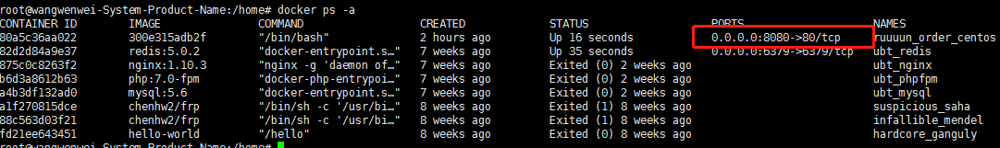 root@wangwenwei-System-Product-Name:/home# docker ps -a
CONTAINER ID IMAGE COMMAND CREATED STATUS PORTS NAMES
80a5c36aa022 300e315adb2f "/bin/bash" 2 hours ago Up 16 seconds 0.0.0.0:8080->80/tcp ruuuun_order_centos
82d2d84a9e37 redis:5.0.2 "docker-entrypoint.s…" 7 weeks ago Up 35 seconds 0.0.0.0:6379->6379/tcp ubt_redis
875c0c8263f2 nginx:1.10.3 "nginx -g 'daemon of…" 7 weeks ago Exited (0) 2 weeks ago ubt_nginx
b6d3a8612b63 php:7.0-fpm "docker-php-entrypoi…" 7 weeks ago Exited (0) 2 weeks ago ubt_phpfpm
a4b3df132ad0 mysql:5.6 "docker-entrypoint.s…" 7 weeks ago Exited (0) 2 weeks ago ubt_mysql
a1f270815dce chenhw2/frp "/bin/sh -c '/usr/bi…" 8 weeks ago Exited (1) 8 weeks ago suspicious_saha
88c563d03f21 chenhw2/frp "/bin/sh -c '/usr/bi…" 8 weeks ago Exited (1) 8 weeks ago infallible_mendel
fd21ee643451 hello-world "/hello" 8 weeks ago Exited (0) 8 weeks ago hardcore_ganguly
root@wangwenwei-System-Product-Name:/home#